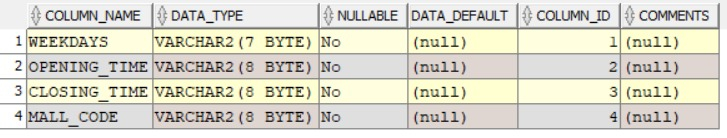 COLUMN_NAME DATA_TYPE NULLABLE DATA_DEFAULT COLUMN_ID COMMENTS
1 WEEKDAYS VARCHAR2(7 BYTE) No (null) 1 (null)
2 OPENING_TIME VARCHAR2(8 BYTE) No (null) 2 (null)
3 CLOSING_TIME VARCHAR2(8 BYTE) No (null) 3 (null)
4 MALL_CODE VARCHAR2(8 BYTE) No (null) 4 (null)